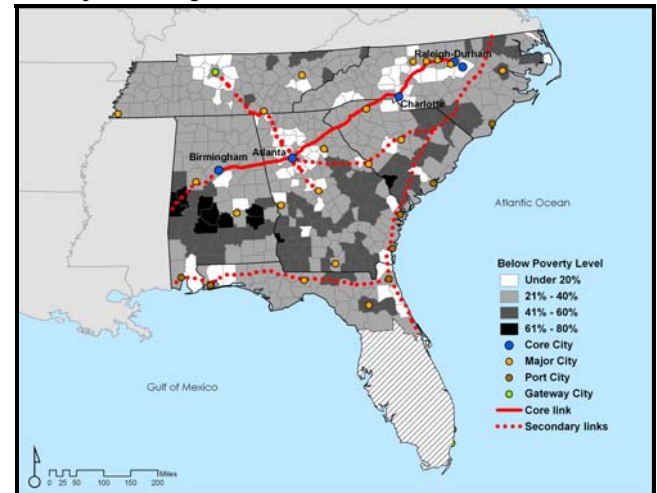 Raleigh-Durham
Charlotte
Atlanta
Birmingham
Atlantic Ocean
Below Poverty Level
Under 20%
21% - 40%
41% - 60%
61% - 80%
Core City
Major City
Port City
Gateway City
Core link
Secondary links
Gulf of Mexico
Miles
0 25 50 100 150 200